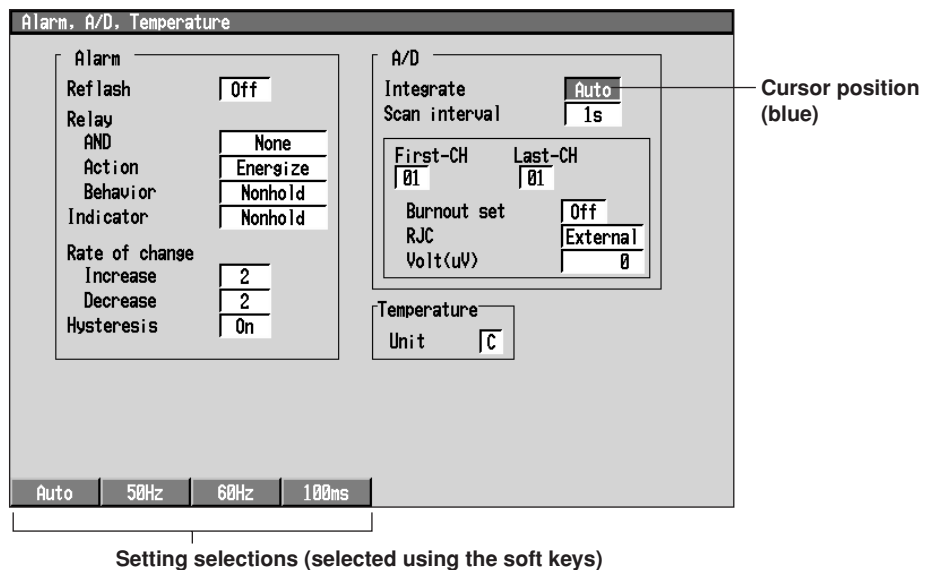 Alarm, A/D, Temperature
Alarm
Reflash Off
Relay
AND None
Action Energize
Behavior Nonhold
Indicator Nonhold
Rate of change
Increase 2
Decrease 2
Hysteresis On
A/D
Integrate Auto
Scan interval 1s
First-CH Last-CH
01 01
Burnout set Off
RJC External
Volt(uV) 0
Temperature
Unit C
Cursor position
(blue)
Auto 50Hz 60Hz 100ms
Setting selections (selected using the soft keys)